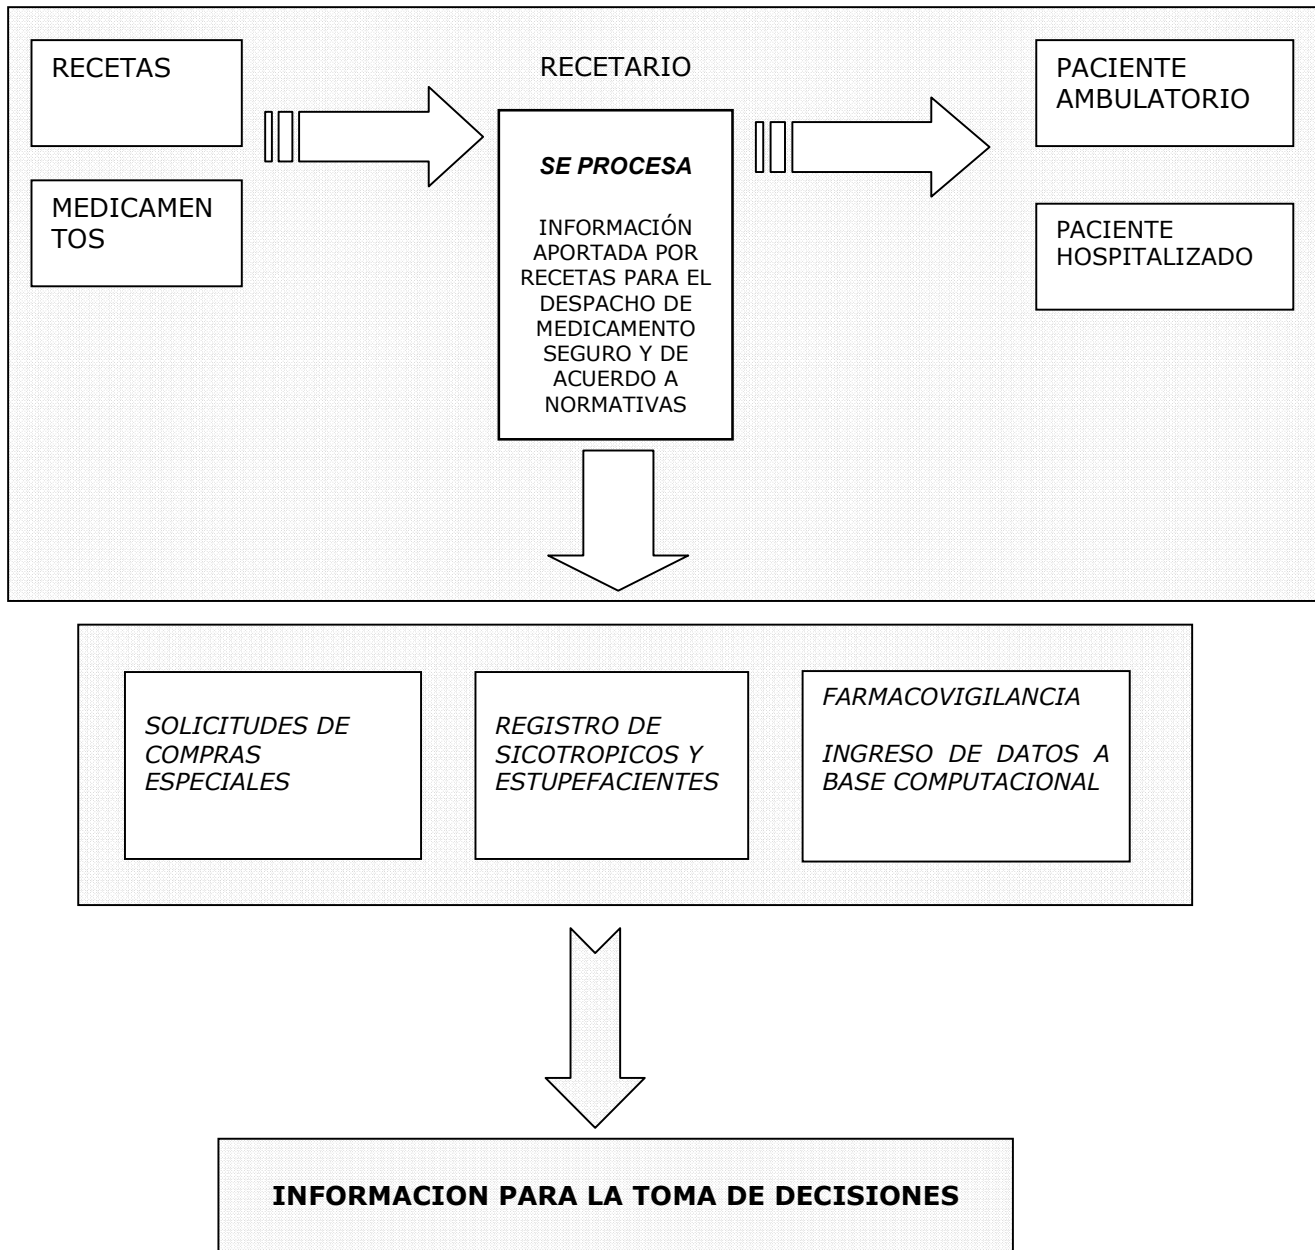 RECETAS
MEDICAMEN
TOS
RECETARIO
SE PROCESA
INFORMACIÓN
APORTADA POR
RECETAS PARA EL
DESPACHO DE
MEDICAMENTO
SEGURO Y DE
ACUERDO A
NORMATIVAS
PACIENTE
AMBULATORIO
PACIENTE
HOSPITALIZADO
SOLICITUDES DE
COMPRAS
ESPECIALES
REGISTRO DE
SICOTROPICOS Y
ESTUPEFACIENTES
FARMACOVIGILANCIA
INGRESO DE DATOS A
BASE COMPUTACIONAL
INFORMACION PARA LA TOMA DE DECISIONES